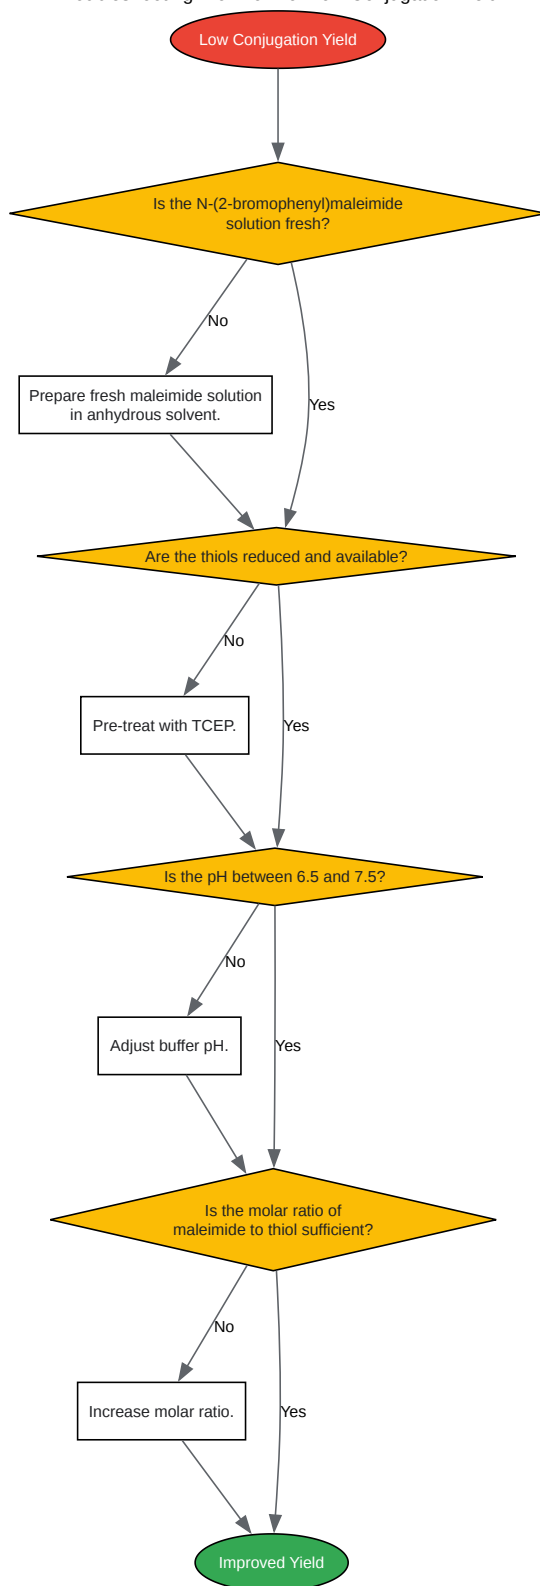 Low Conjugation Yield
Is the N-(2-bromophenyl)maleimide
solution fresh?
No
Yes
Prepare fresh maleimide solution
in anhydrous solvent.
Are the thiols reduced and available?
No
Yes
Pre-treat with TCEP.
Is the pH between 6.5 and 7.5?
No
Yes
Adjust buffer pH.
Is the molar ratio of
maleimide to thiol sufficient?
No
Yes
Increase molar ratio.
Improved Yield